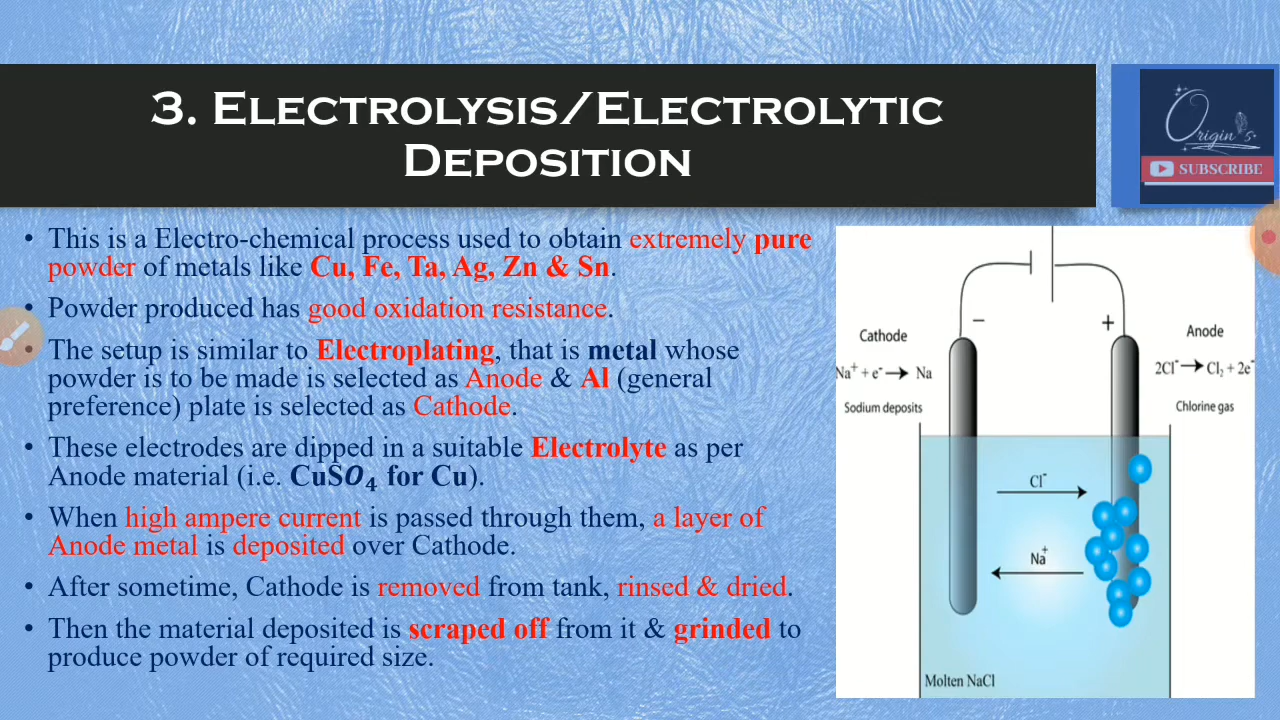 3. ELECTROLYSIS/ELECTROLYTIC
DEPOSITION
Origin's
SUBSCRIBE
• This is a Electro-chemical process used to obtain extremely pure
powder of metals like Cu, Fe, Ta, Ag, Zn & Sn.
• Powder produced has good oxidation resistance.
• The setup is similar to Electroplating, that is metal whose
powder is to be made is selected as Anode & Al (general
preference) plate is selected as Cathode.
• These electrodes are dipped in a suitable Electrolyte as per
Anode material (i.e. CuSO₄ for Cu).
• When high ampere current is passed through them, a layer of
Anode metal is deposited over Cathode.
• After sometime, Cathode is removed from tank, rinsed & dried.
• Then the material deposited is scraped off from it & grinded to
produce powder of required size.
− +
Cathode
Na⁺ + e⁻ → Na
Sodium deposits
Anode
2Cl⁻ → Cl₂ + 2e⁻
Chlorine gas
Cl⁻
Na⁺
Molten NaCl